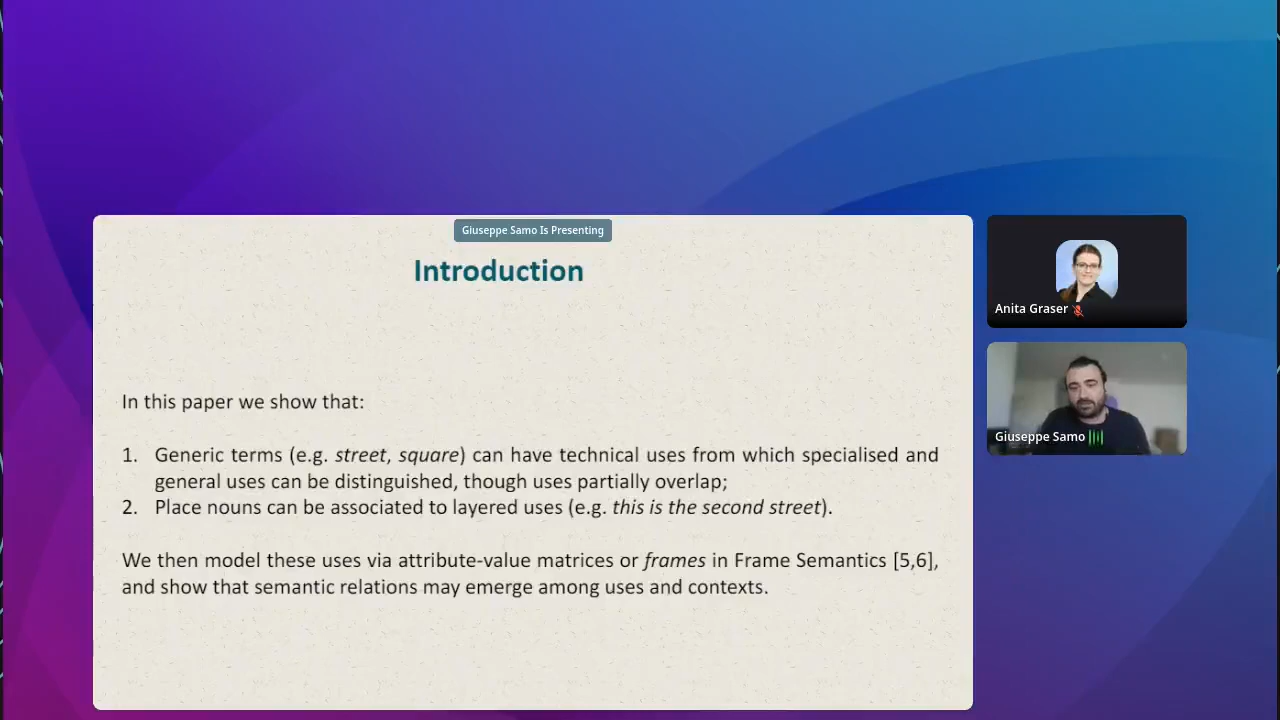 Giuseppe Samo Is Presenting
Introduction
In this paper we show that:
1. Generic terms (e.g. street, square) can have technical uses from which specialised and
general uses can be distinguished, though uses partially overlap;
2. Place nouns can be associated to layered uses (e.g. this is the second street).
We then model these uses via attribute-value matrices or frames in Frame Semantics [5,6],
and show that semantic relations may emerge among uses and contexts.
Anita Graser
Giuseppe Samo